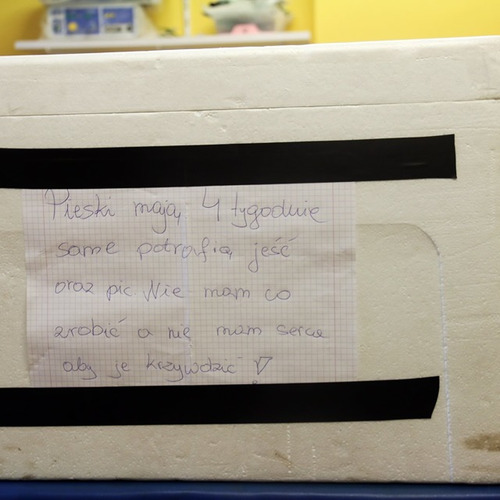 Pieski mają 4 tygodnie
same potrafią jeść
oraz pić Nie mam co
zrobić a nie mam serca
aby je krzywdzić !